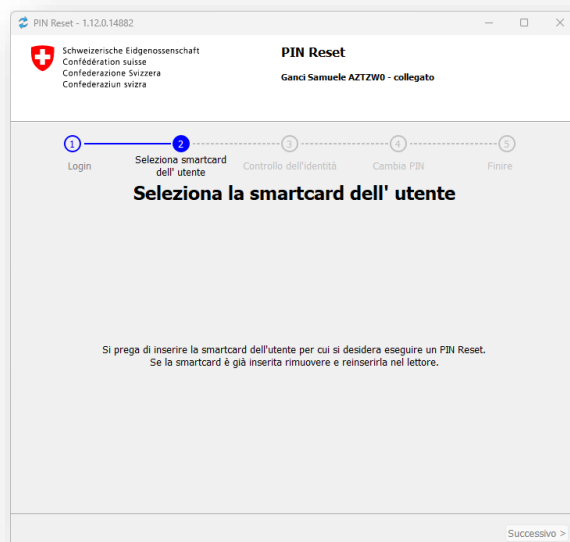 PIN Reset - 1.12.0.14882
Schweizerische Eidgenossenschaft
Confédération suisse
Confederazione Svizzera
Confederaziun svizra
PIN Reset
Ganci Samuele AZTZW0 - collegato
1
2
3
4
5
Login
Seleziona smartcard
dell' utente
Controllo dell'identità
Cambia PIN
Finire
Seleziona la smartcard dell' utente
Si prega di inserire la smartcard dell'utente per cui si desidera eseguire un PIN Reset.
Se la smartcard è già inserita rimuovere e reinserirla nel lettore.
Successivo >